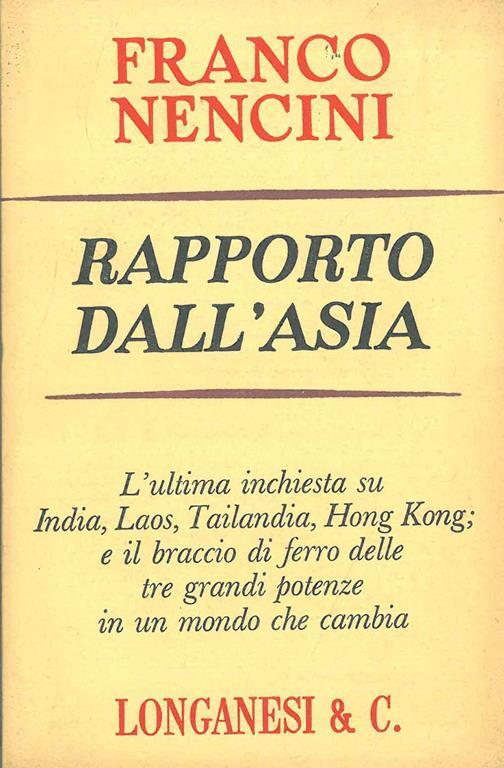 FRANCO
NENCINI
RAPPORTO
DALL'ASIA
L'ultima inchiesta su
India, Laos, Tailandia, Hong Kong;
e il braccio di ferro delle
tre grandi potenze
in un mondo che cambia
LONGANESI & C.